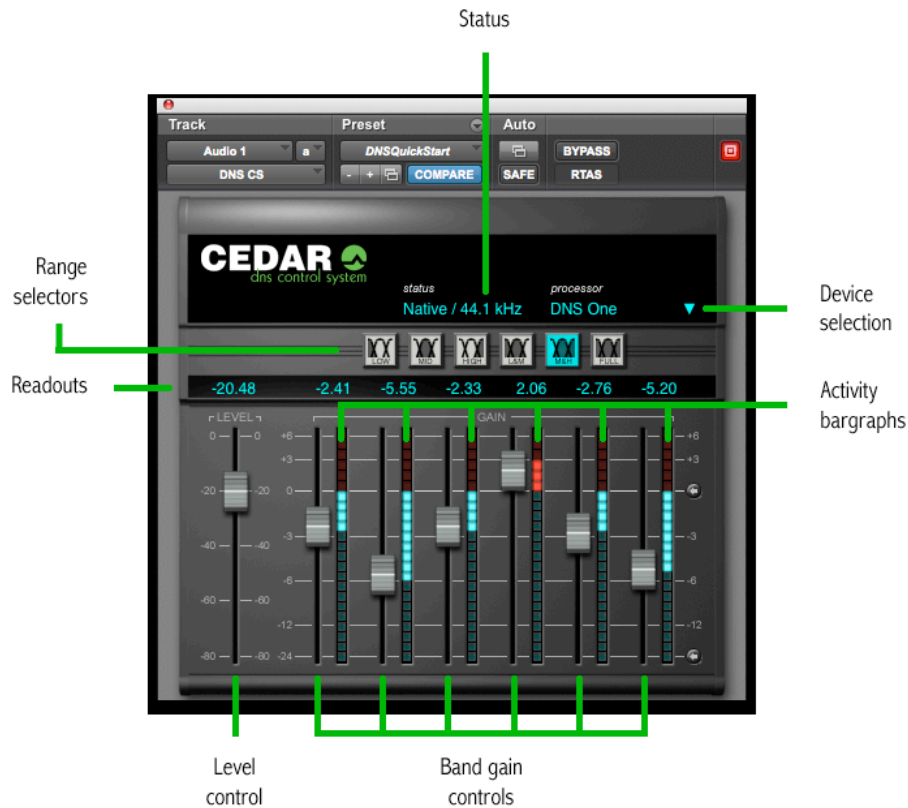 Status
Track Preset Auto
Audio 1 a DNSQuickStart BYPASS
DNS CS - + COMPARE SAFE RTAS
CEDAR
dns control system
Range
selectors
status processor
Native / 44.1 kHz DNS One
Device
selection
LOW MID HIGH L&M M&H FULL
Readouts
-20.48 -2.41 -5.55 -2.33 2.06 -2.76 -5.20
Activity
bargraphs
LEVEL GAIN
0 0 +6 +6
+3 +3
-20 -20 0
-40 -40 -3 -3
-6 -6
-60 -60
-12 -12
-80 -80 -24
Level
control
Band gain
controls